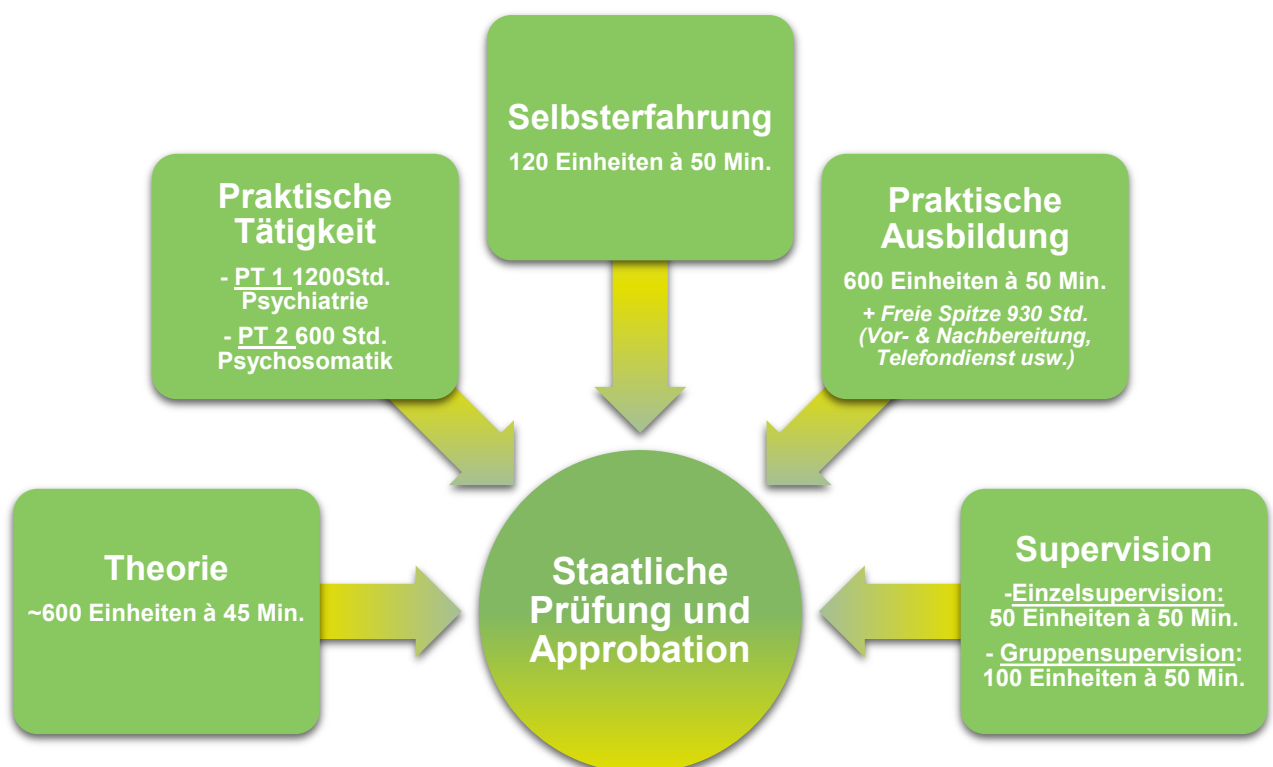 Selbsterfahrung
120 Einheiten à 50 Min.
Praktische
Tätigkeit
- PT 1 1200Std.
Psychiatrie
- PT 2 600 Std.
Psychosomatik
Praktische
Ausbildung
600 Einheiten à 50 Min.
+ Freie Spitze 930 Std.
(Vor- & Nachbereitung,
Telefondienst usw.)
Theorie
~600 Einheiten à 45 Min.
Staatliche
Prüfung und
Approbation
Supervision
-Einzelsupervision:
50 Einheiten à 50 Min.
- Gruppensupervision:
100 Einheiten à 50 Min.